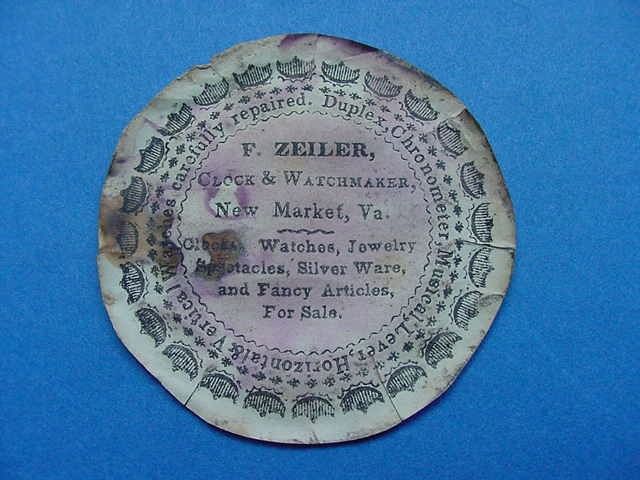 F. ZEILER,
CLOCK & WATCHMAKER,
New Market, Va.
Clocks, Watches, Jewelry
Spectacles, Silver Ware,
and Fancy Articles,
For Sale.
Duplex, Chronometer, Musical, Lever, Horizontal & Vertical Watches carefully repaired.